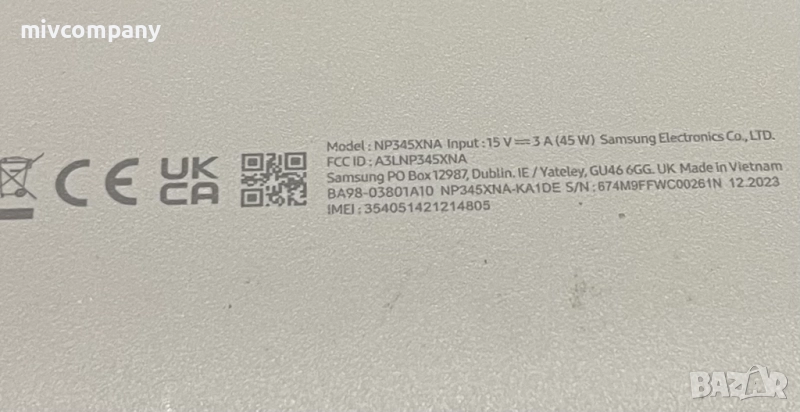 mivcompany
Model : NP345XNA Input : 15 V⎓3 A (45 W) Samsung Electronics Co., LTD.
FCC ID : A3LNP345XNA
Samsung PO Box 12987, Dublin. IE / Yateley, GU46 6GG. UK Made in Vietnam
BA98-03801A10 NP345XNA-KA1DE S/N : 674M9FFWC00261N 12.2023
IMEI : 354051421214805
CE UK
CA
BAZAR